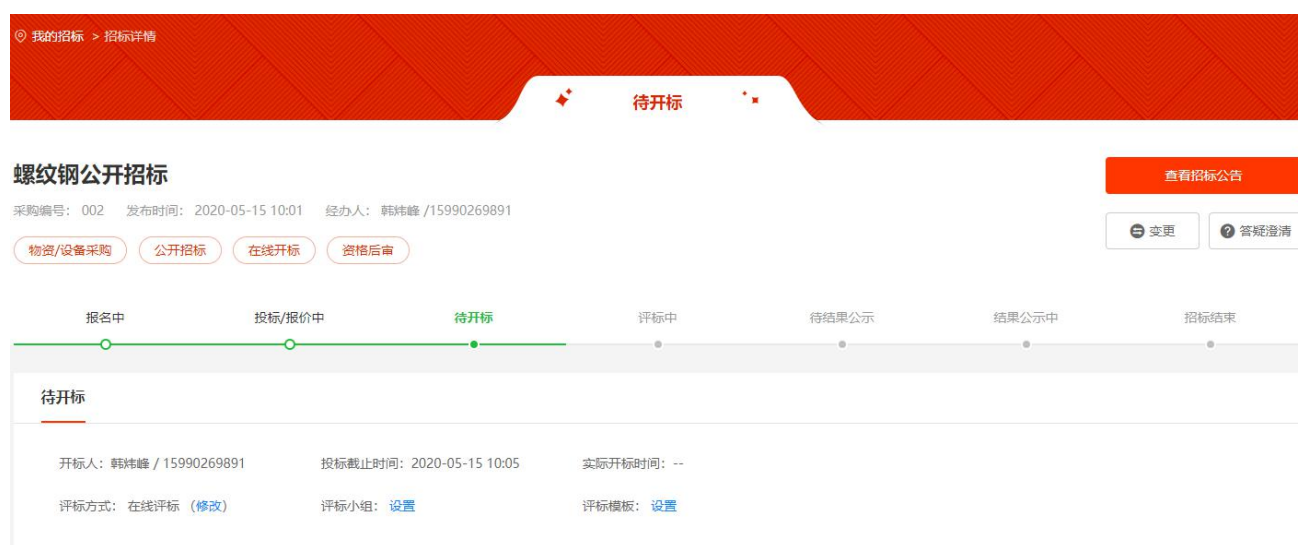 我的招标 > 招标详情
待开标
螺纹钢公开招标
查看招标公告
采购编号： 002 发布时间： 2020-05-15 10:01 经办人： 韩炜峰 /15990269891
变更 答疑澄清
物资/设备采购 公开招标 在线开标 资格后审
报名中 投标/报价中 待开标 评标中 待结果公示 结果公示中 招标结束
待开标
开标人：韩炜峰 / 15990269891 投标截止时间：2020-05-15 10:05 实际开标时间：--
评标方式： 在线评标 （修改） 评标小组： 设置 评标模板： 设置